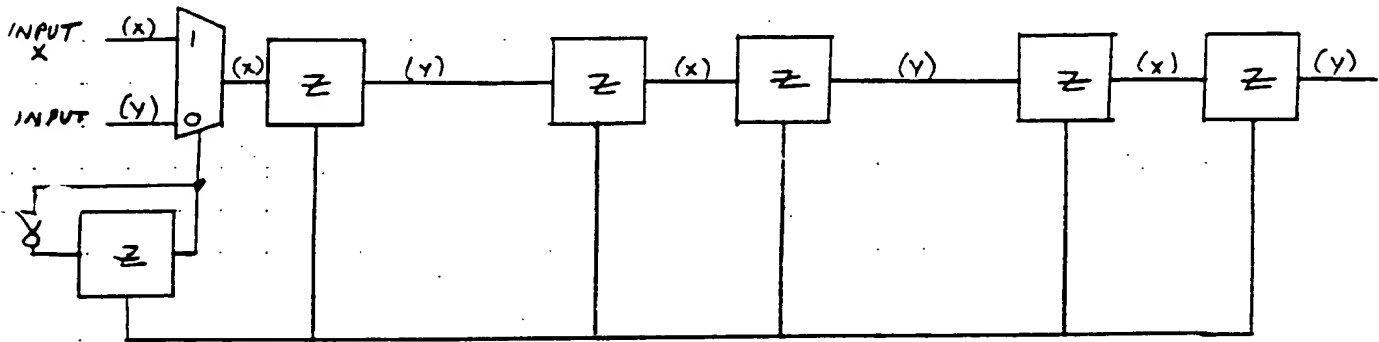 INPUT (X)
X
1
(X) Z (Y) Z (X) Z (Y) Z (X) Z (Y)
INPUT (Y)
0
Z